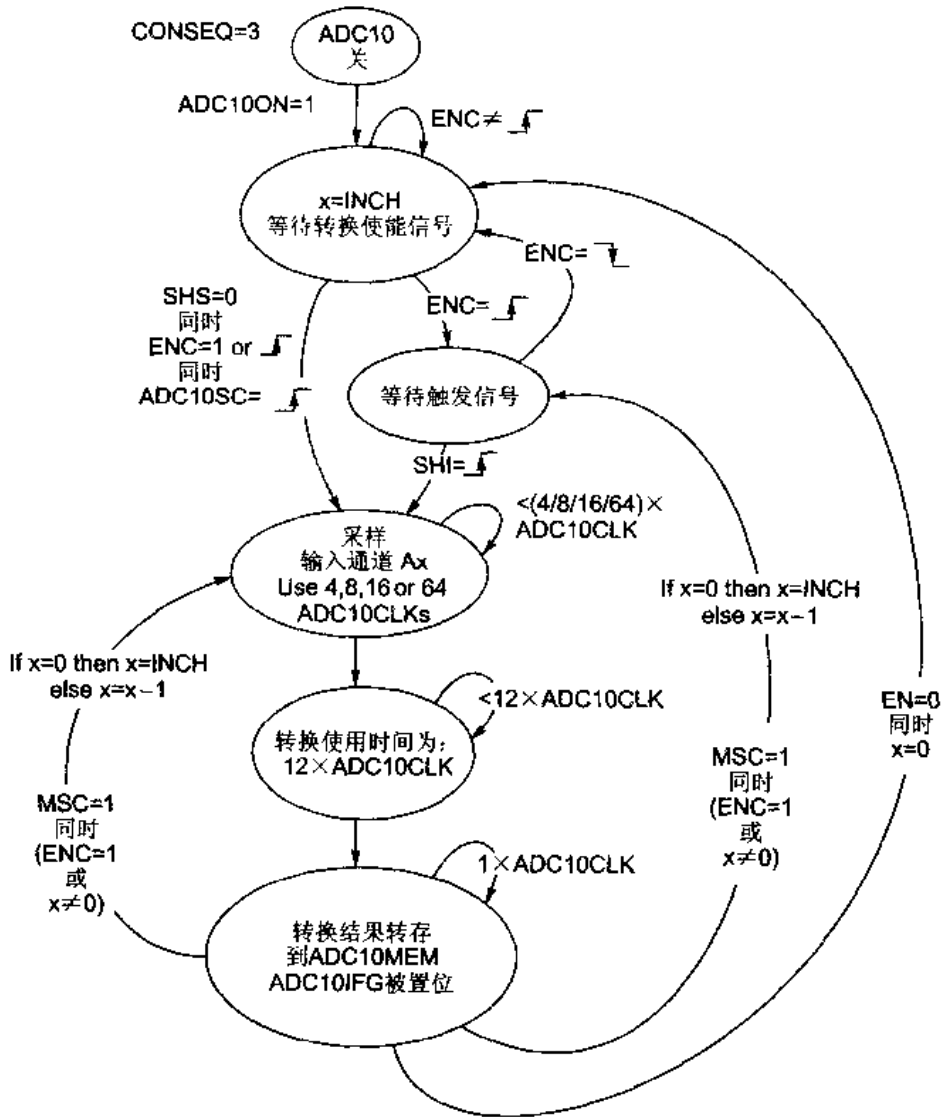 CONSEQ=3
ADC10
关
ADC10ON=1
ENC≠
x=INCH
等待转换使能信号
ENC=
ENC=
SHS=0
同时
ENC=1 or
同时
ADC10SC=
等待触发信号
SHI=
<(4/8/16/64)×
ADC10CLK
采样
输入通道 Ax
Use 4,8,16 or 64
ADC10CLKs
If x=0 then x=INCH
else x=x−1
If x=0 then x=INCH
else x=x−1
<12×ADC10CLK
转换使用时间为:
12×ADC10CLK
EN=0
同时
x=0
MSC=1
同时
(ENC=1
或
x≠0)
MSC=1
同时
(ENC=1
或
x≠0)
1×ADC10CLK
转换结果转存
到ADC10MEM
ADC10IFG被置位